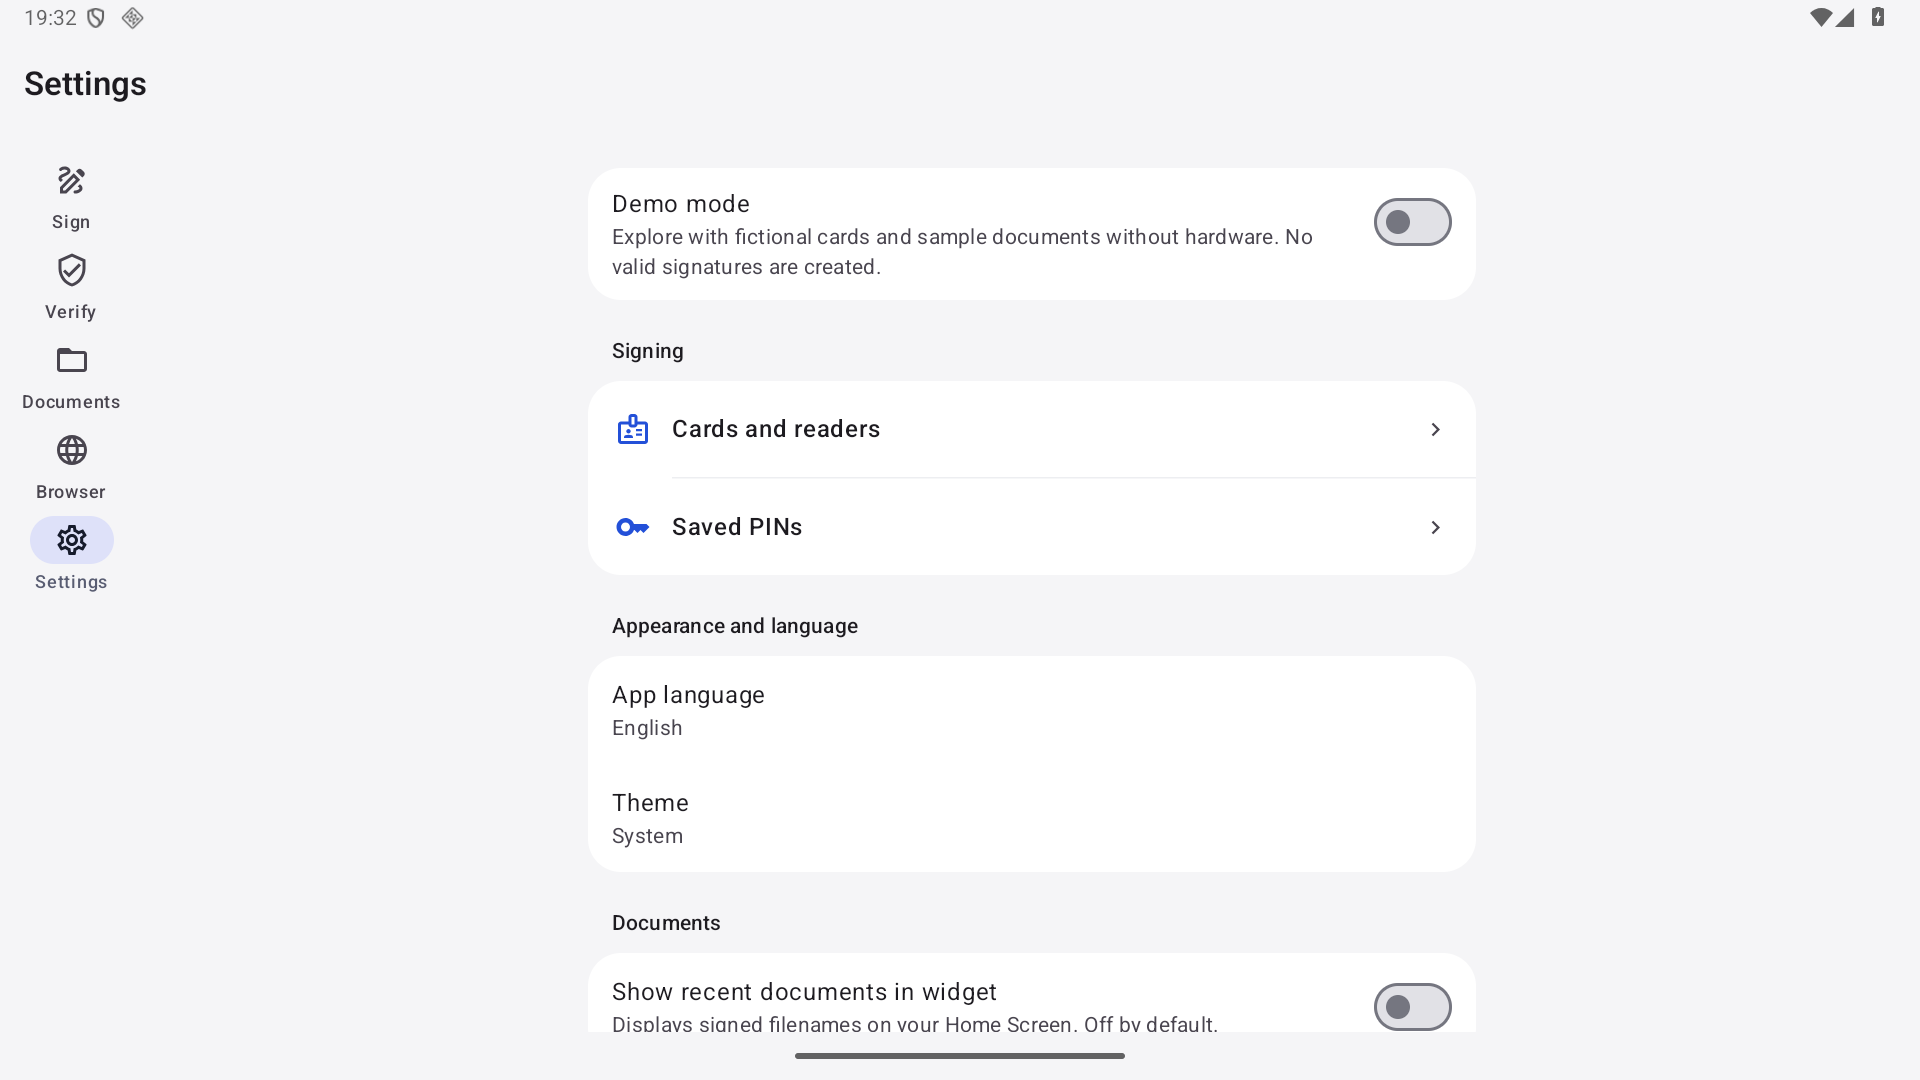 19:32
Settings
Sign
Verify
Documents
Browser
Settings
Demo mode
Explore with fictional cards and sample documents without hardware. No
valid signatures are created.
Signing
Cards and readers
Saved PINs
Appearance and language
App language
English
Theme
System
Documents
Show recent documents in widget
Displays signed filenames on your Home Screen. Off by default.